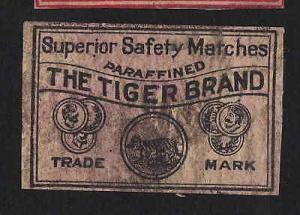 Superior Safety Matches
PARAFFINED
THE TIGER BRAND
TRADE MARK